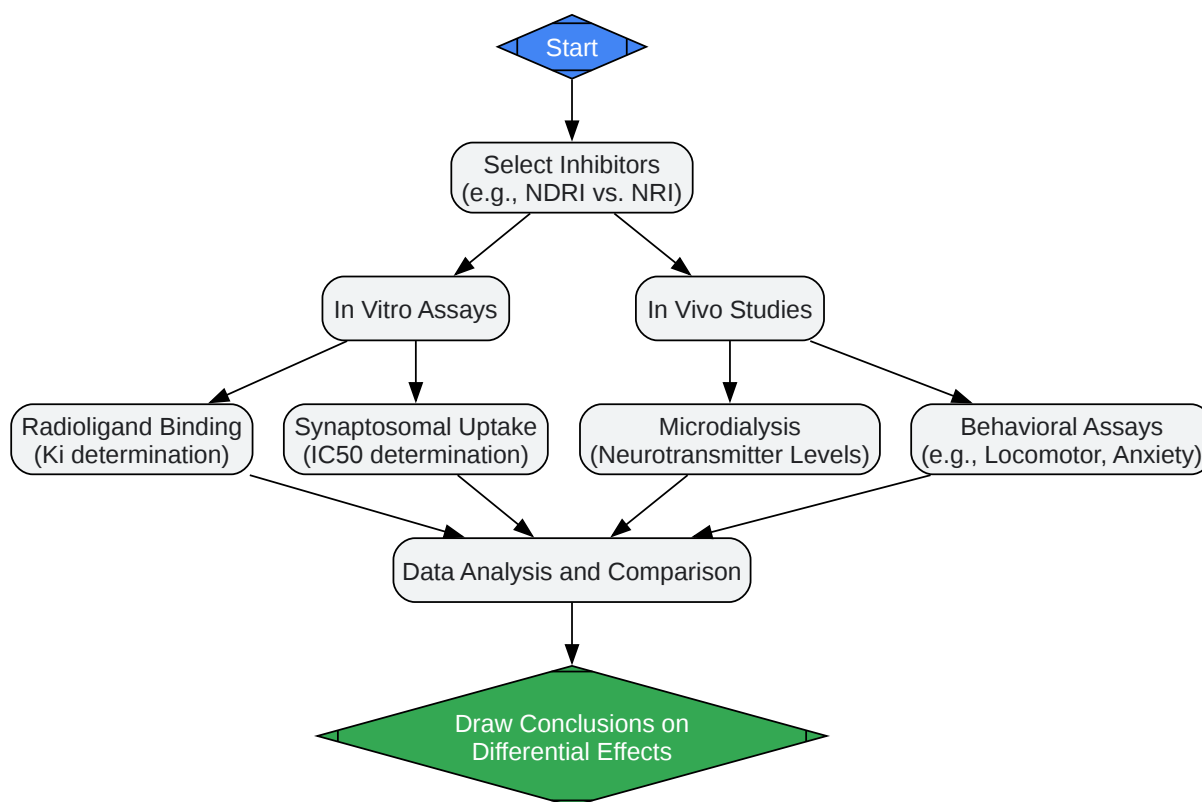 Start
Select Inhibitors
(e.g., NDRI vs. NRI)
In Vitro Assays
In Vivo Studies
Radioligand Binding
(Ki determination)
Synaptosomal Uptake
(IC50 determination)
Microdialysis
(Neurotransmitter Levels)
Behavioral Assays
(e.g., Locomotor, Anxiety)
Data Analysis and Comparison
Draw Conclusions on
Differential Effects